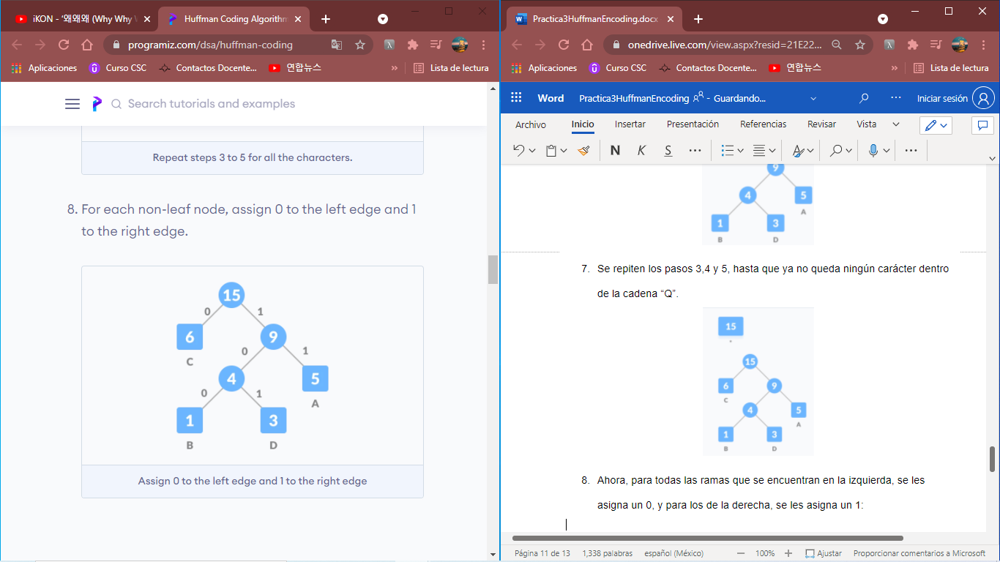 iKON - '왜왜왜 (Why Why
Huffman Coding Algorithm
programiz.com/dsa/huffman-coding
Aplicaciones
Curso CSC
Contactos Docente...
연합뉴스
»
Lista de lectura
Search tutorials and examples
Repeat steps 3 to 5 for all the characters.
8. For each non-leaf node, assign 0 to the left edge and 1
to the right edge.
15
0 1
6 9
C
0 1
4 5
A
0 1
1 3
B D
Assign 0 to the left edge and 1 to the right edge
Practica3HuffmanEncoding.docx
onedrive.live.com/view.aspx?resid=21E22...
Aplicaciones
Curso CSC
Contactos Docente...
연합뉴스
»
Lista de lectura
Word
Practica3HuffmanEncoding - Guardando...
Iniciar sesión
Archivo Inicio Insertar Presentación Referencias Revisar Vista
N K S
9
4 5
A
1 3
B D
7. Se repiten los pasos 3,4 y 5, hasta que ya no queda ningún carácter dentro
de la cadena “Q”.
15
*
15
6 9
C
4 5
A
1 3
B D
8. Ahora, para todas las ramas que se encuentran en la izquierda, se les
asigna un 0, y para los de la derecha, se les asigna un 1:
Página 11 de 13 1,338 palabras español (México) 100% Ajustar Proporcionar comentarios a Microsoft